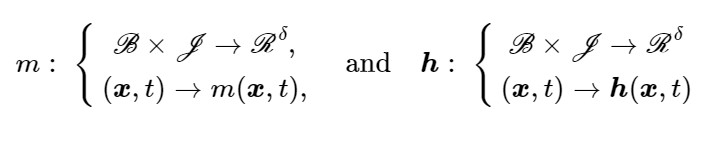 m : { ℬ × 𝒥 → ℛ^δ, (𝒙, t) → m(𝒙, t), and 𝒉 : { ℬ × 𝒥 → ℛ^δ (𝒙, t) → 𝒉(𝒙, t)